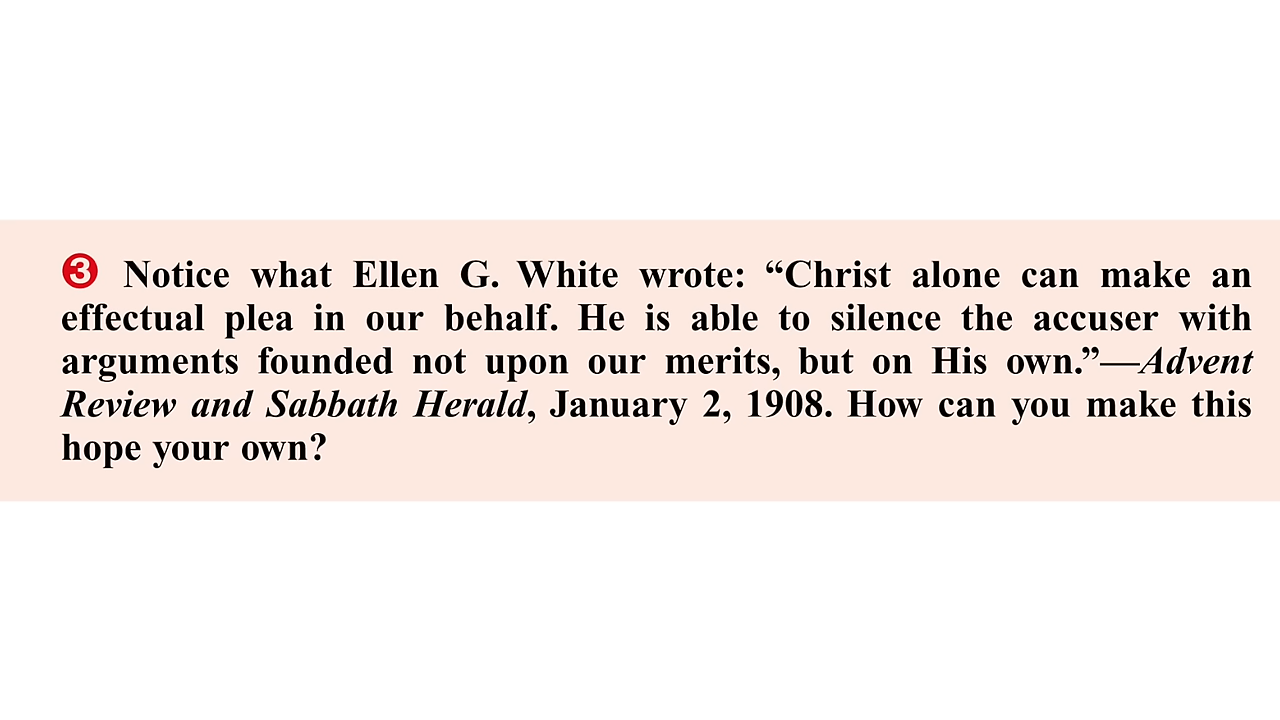 ❸ Notice what Ellen G. White wrote: “Christ alone can make an
effectual plea in our behalf. He is able to silence the accuser with
arguments founded not upon our merits, but on His own.”—Advent
Review and Sabbath Herald, January 2, 1908. How can you make this
hope your own?